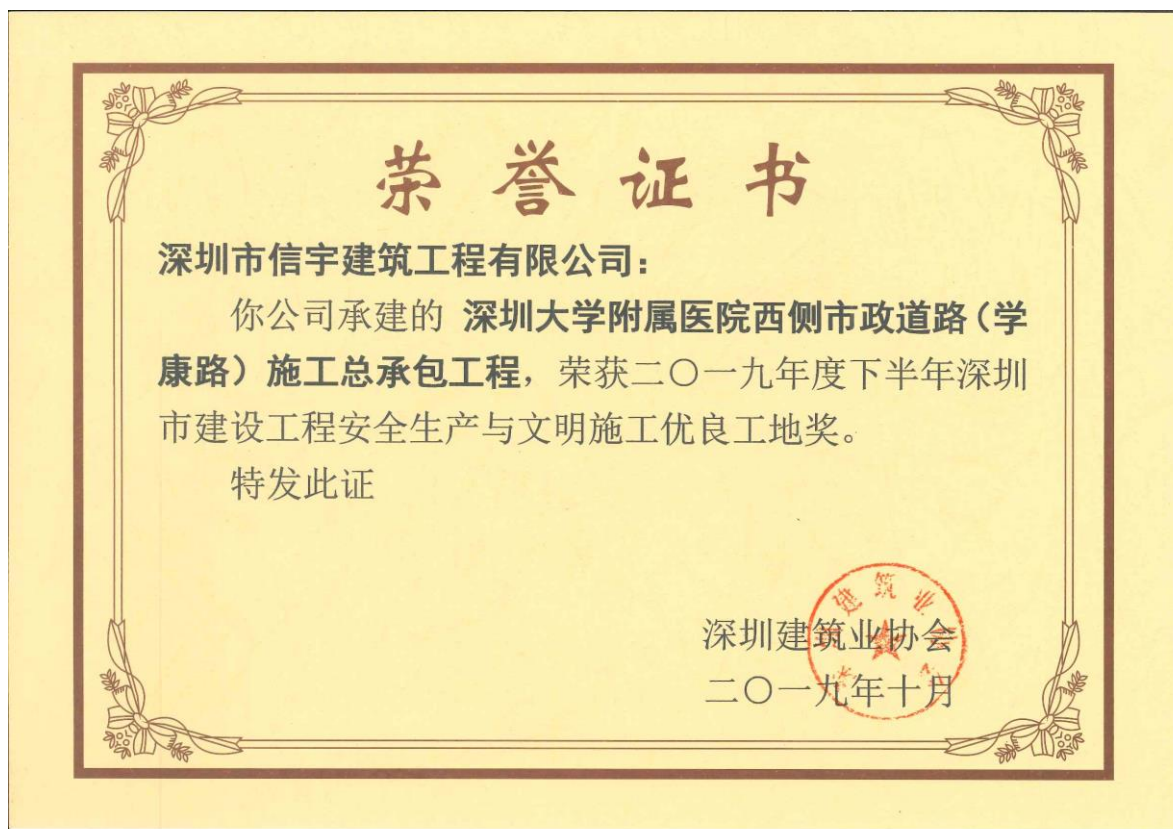 荣誉证书
深圳市信宇建筑工程有限公司：
你公司承建的 深圳大学附属医院西侧市政道路（学
康路）施工总承包工程，荣获二〇一九年度下半年深圳
市建设工程安全生产与文明施工优良工地奖。
特发此证
深圳建筑业协会
二〇一九年十月